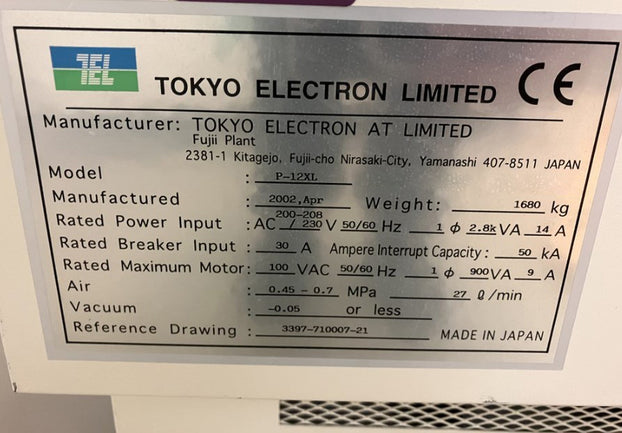 TEL
TOKYO ELECTRON LIMITED CE
Manufacturer: TOKYO ELECTRON AT LIMITED
Fujii Plant
2381-1 Kitagejo, Fujii-cho Nirasaki-City, Yamanashi 407-8511 JAPAN
Model : P-12XL
Manufactured : 2002,Apr Weight: 1680 kg
Rated Power Input : AC 200-208 / 230 V 50/60 Hz 1 ϕ 2.8k VA 14 A
Rated Breaker Input : 30 A Ampere Interrupt Capacity : 50 kA
Rated Maximum Motor: 100 VAC 50/60 Hz 1 ϕ 900 VA 9 A
Air : 0.45 - 0.7 MPa 27 ℓ/min
Vacuum : -0.05 or less
Reference Drawing : 3397-710007-21 MADE IN JAPAN